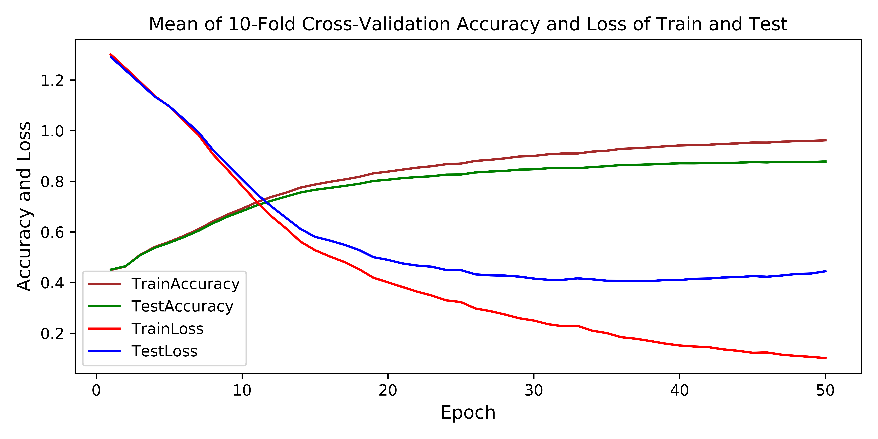 Mean of 10-Fold Cross-Validation Accuracy and Loss of Train and Test
Accuracy and Loss
1.2
1.0
0.8
0.6
0.4
0.2
TrainAccuracy
TestAccuracy
TrainLoss
TestLoss
0 10 20 30 40 50
Epoch